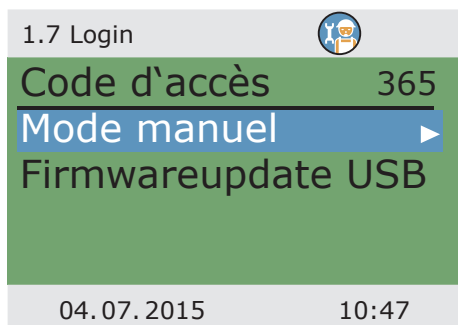 1.7 Login
Code d‘accès 365
Mode manuel
Firmwareupdate USB
04.07.2015 10:47